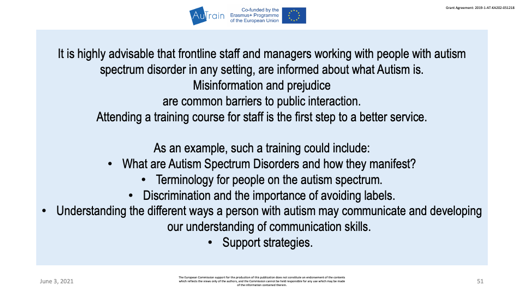 Grant Agreement: 2019-1-AT-KA202-051218
AuTrain
Co-funded by the
Erasmus+ Programme
of the European Union
It is highly advisable that frontline staff and managers working with people with autism
spectrum disorder in any setting, are informed about what Autism is.
Misinformation and prejudice
are common barriers to public interaction.
Attending a training course for staff is the first step to a better service.
As an example, such a training could include:
• What are Autism Spectrum Disorders and how they manifest?
• Terminology for people on the autism spectrum.
• Discrimination and the importance of avoiding labels.
• Understanding the different ways a person with autism may communicate and developing
our understanding of communication skills.
• Support strategies.
June 3, 2021
The European Commission support for the production of this publication does not constitute an endorsement of the contents
which reflects the views only of the authors, and the Commission cannot be held responsible for any use which may be made
of the information contained therein.
51